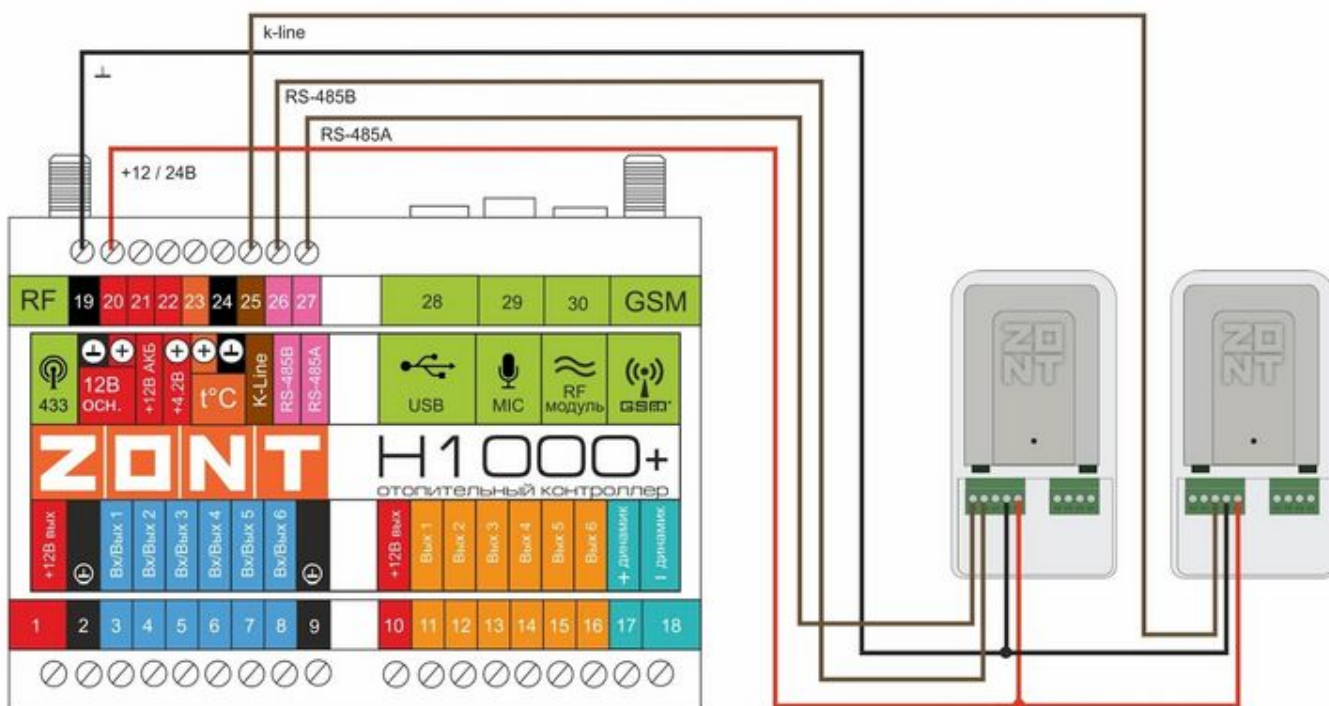 k-line
⊥
RS-485B
RS-485A
+12 / 24В
RF 19 20 21 22 23 24 25 26 27 28 29 30 GSM
433
12В
осн.
+12В АКБ
+4.2В
t°C
K-Line
RS-485B
RS-485A
USB
MIC
RF
модуль
GSM
ZONT
H1000+
отопительный контроллер
+12В вых
Вх/Вых 1
Вх/Вых 2
Вх/Вых 3
Вх/Вых 4
Вх/Вых 5
Вх/Вых 6
+12В вых
Вых 1
Вых 2
Вых 3
Вых 4
Вых 5
Вых 6
+ динамик
- динамик
1 2 3 4 5 6 7 8 9 10 11 12 13 14 15 16 17 18
ZO
NT
ZO
NT